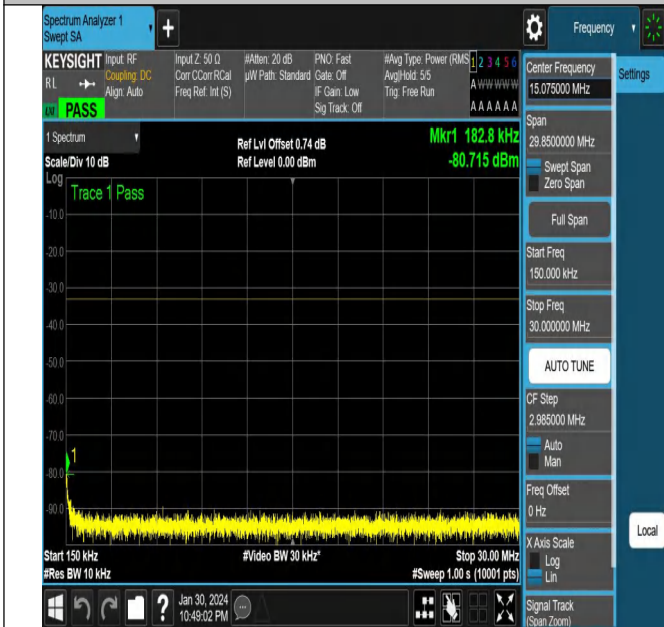 Spectrum Analyzer 1
Swept SA
Frequency
KEYSIGHT
RL
PASS
Input: RF
Coupling: DC
Align: Auto
Input Z: 50 Ω
Corr CCorr RCal
Freq Ref: Int (S)
#Atten: 20 dB
µW Path: Standard
PNO: Fast
Gate: Off
IF Gain: Low
Sig Track: Off
#Avg Type: Power (RMS
Avg|Hold: 5/5
Trig: Free Run
1 2 3 4 5 6
A W W W W W
A A A A A A
1 Spectrum
Scale/Div 10 dB
Ref Lvl Offset 0.74 dB
Ref Level 0.00 dBm
Mkr1 182.8 kHz
-80.715 dBm
Log
Trace 1 Pass
-10.0
-20.0
-30.0
-40.0
-50.0
-60.0
-70.0
-80.0
-90.0
1
Start 150 kHz
#Res BW 10 kHz
#Video BW 30 kHz*
Stop 30.00 MHz
#Sweep 1.00 s (10001 pts)
Jan 30, 2024
10:49:02 PM
Center Frequency
15.075000 MHz
Settings
Span
29.8500000 MHz
Swept Span
Zero Span
Full Span
Start Freq
150.000 kHz
Stop Freq
30.000000 MHz
AUTO TUNE
CF Step
2.985000 MHz
Auto
Man
Freq Offset
0 Hz
X Axis Scale
Log
Lin
Local
Signal Track
(Span Zoom)